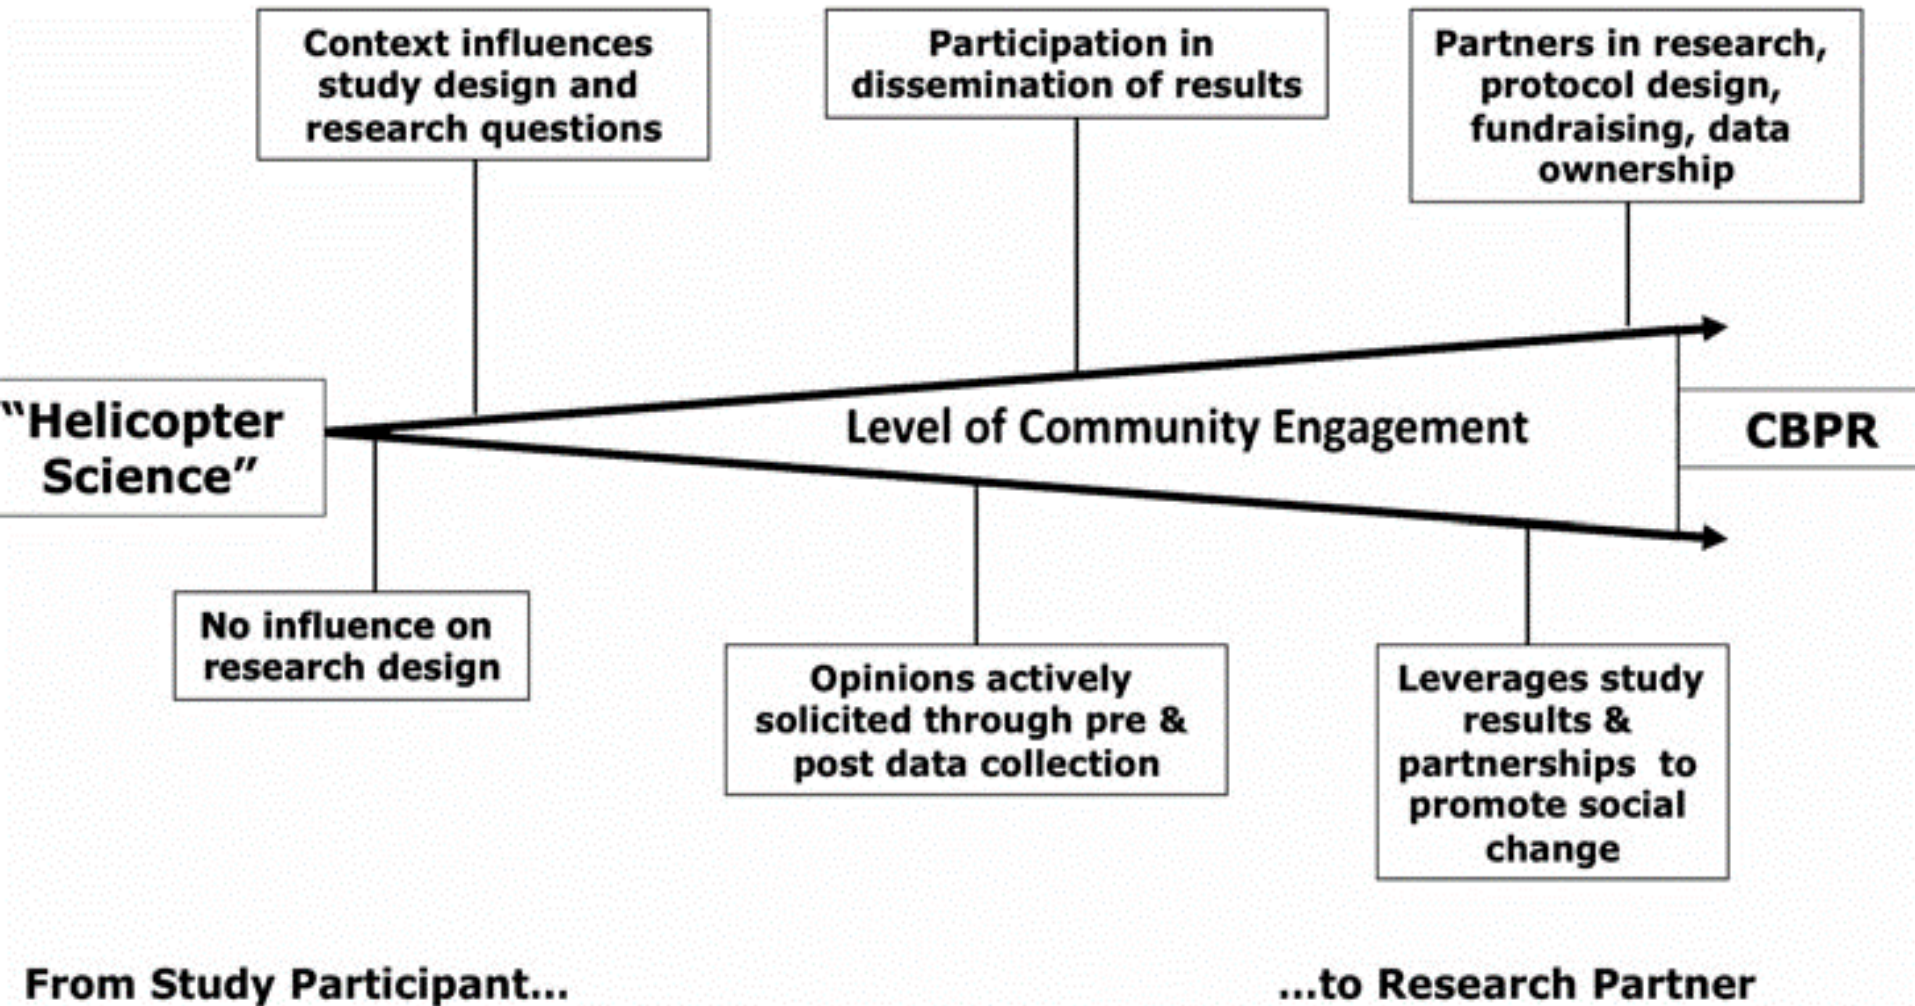 Context influences
study design and
research questions
Participation in
dissemination of results
Partners in research,
protocol design,
fundraising, data
ownership
“Helicopter
Science”
Level of Community Engagement
CBPR
No influence on
research design
Opinions actively
solicited through pre &
post data collection
Leverages study
results &
partnerships to
promote social
change
From Study Participant...
...to Research Partner